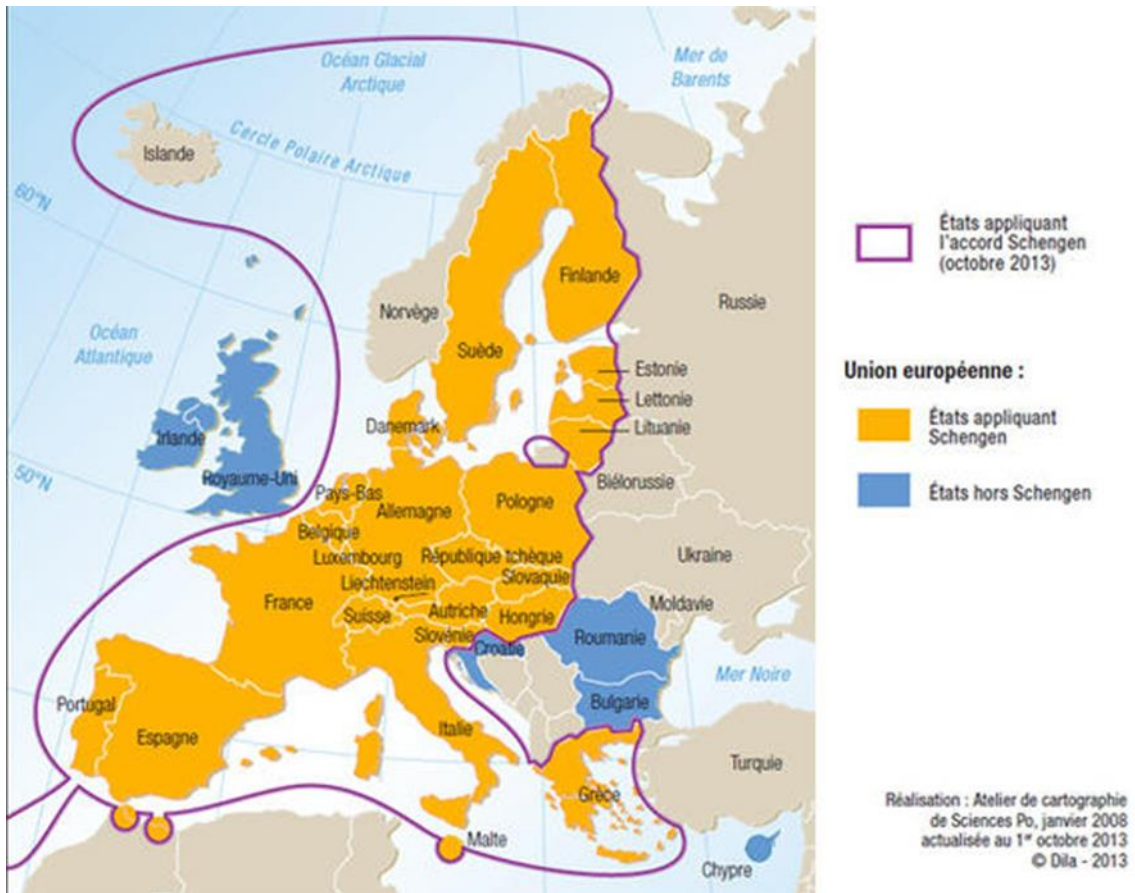 Océan Glacial
Arctique
Mer de
Barents
Islande
Cercle Polaire Arctique
60°N
États appliquant
l'accord Schengen
(octobre 2013)
Finlande
Norvège
Russie
Océan
Atlantique
Suède
Estonie
Lettonie
Lituanie
Union européenne :
États appliquant
Schengen
États hors Schengen
Danemark
Irlande
Royaume-Uni
50°N
Pays-Bas
Allemagne
Pologne
Biélorussie
Belgique
Luxembourg
République tchèque
Ukraine
Liechtenstein
Slovaquie
France
Suisse
Autriche
Hongrie
Moldavie
Slovénie
Croatie
Roumanie
Mer Noire
Bulgarie
Portugal
Espagne
Italie
Turquie
Grèce
Malte
Chypre
Réalisation : Atelier de cartographie
de Sciences Po, janvier 2008
actualisée au 1er octobre 2013
© Dila - 2013